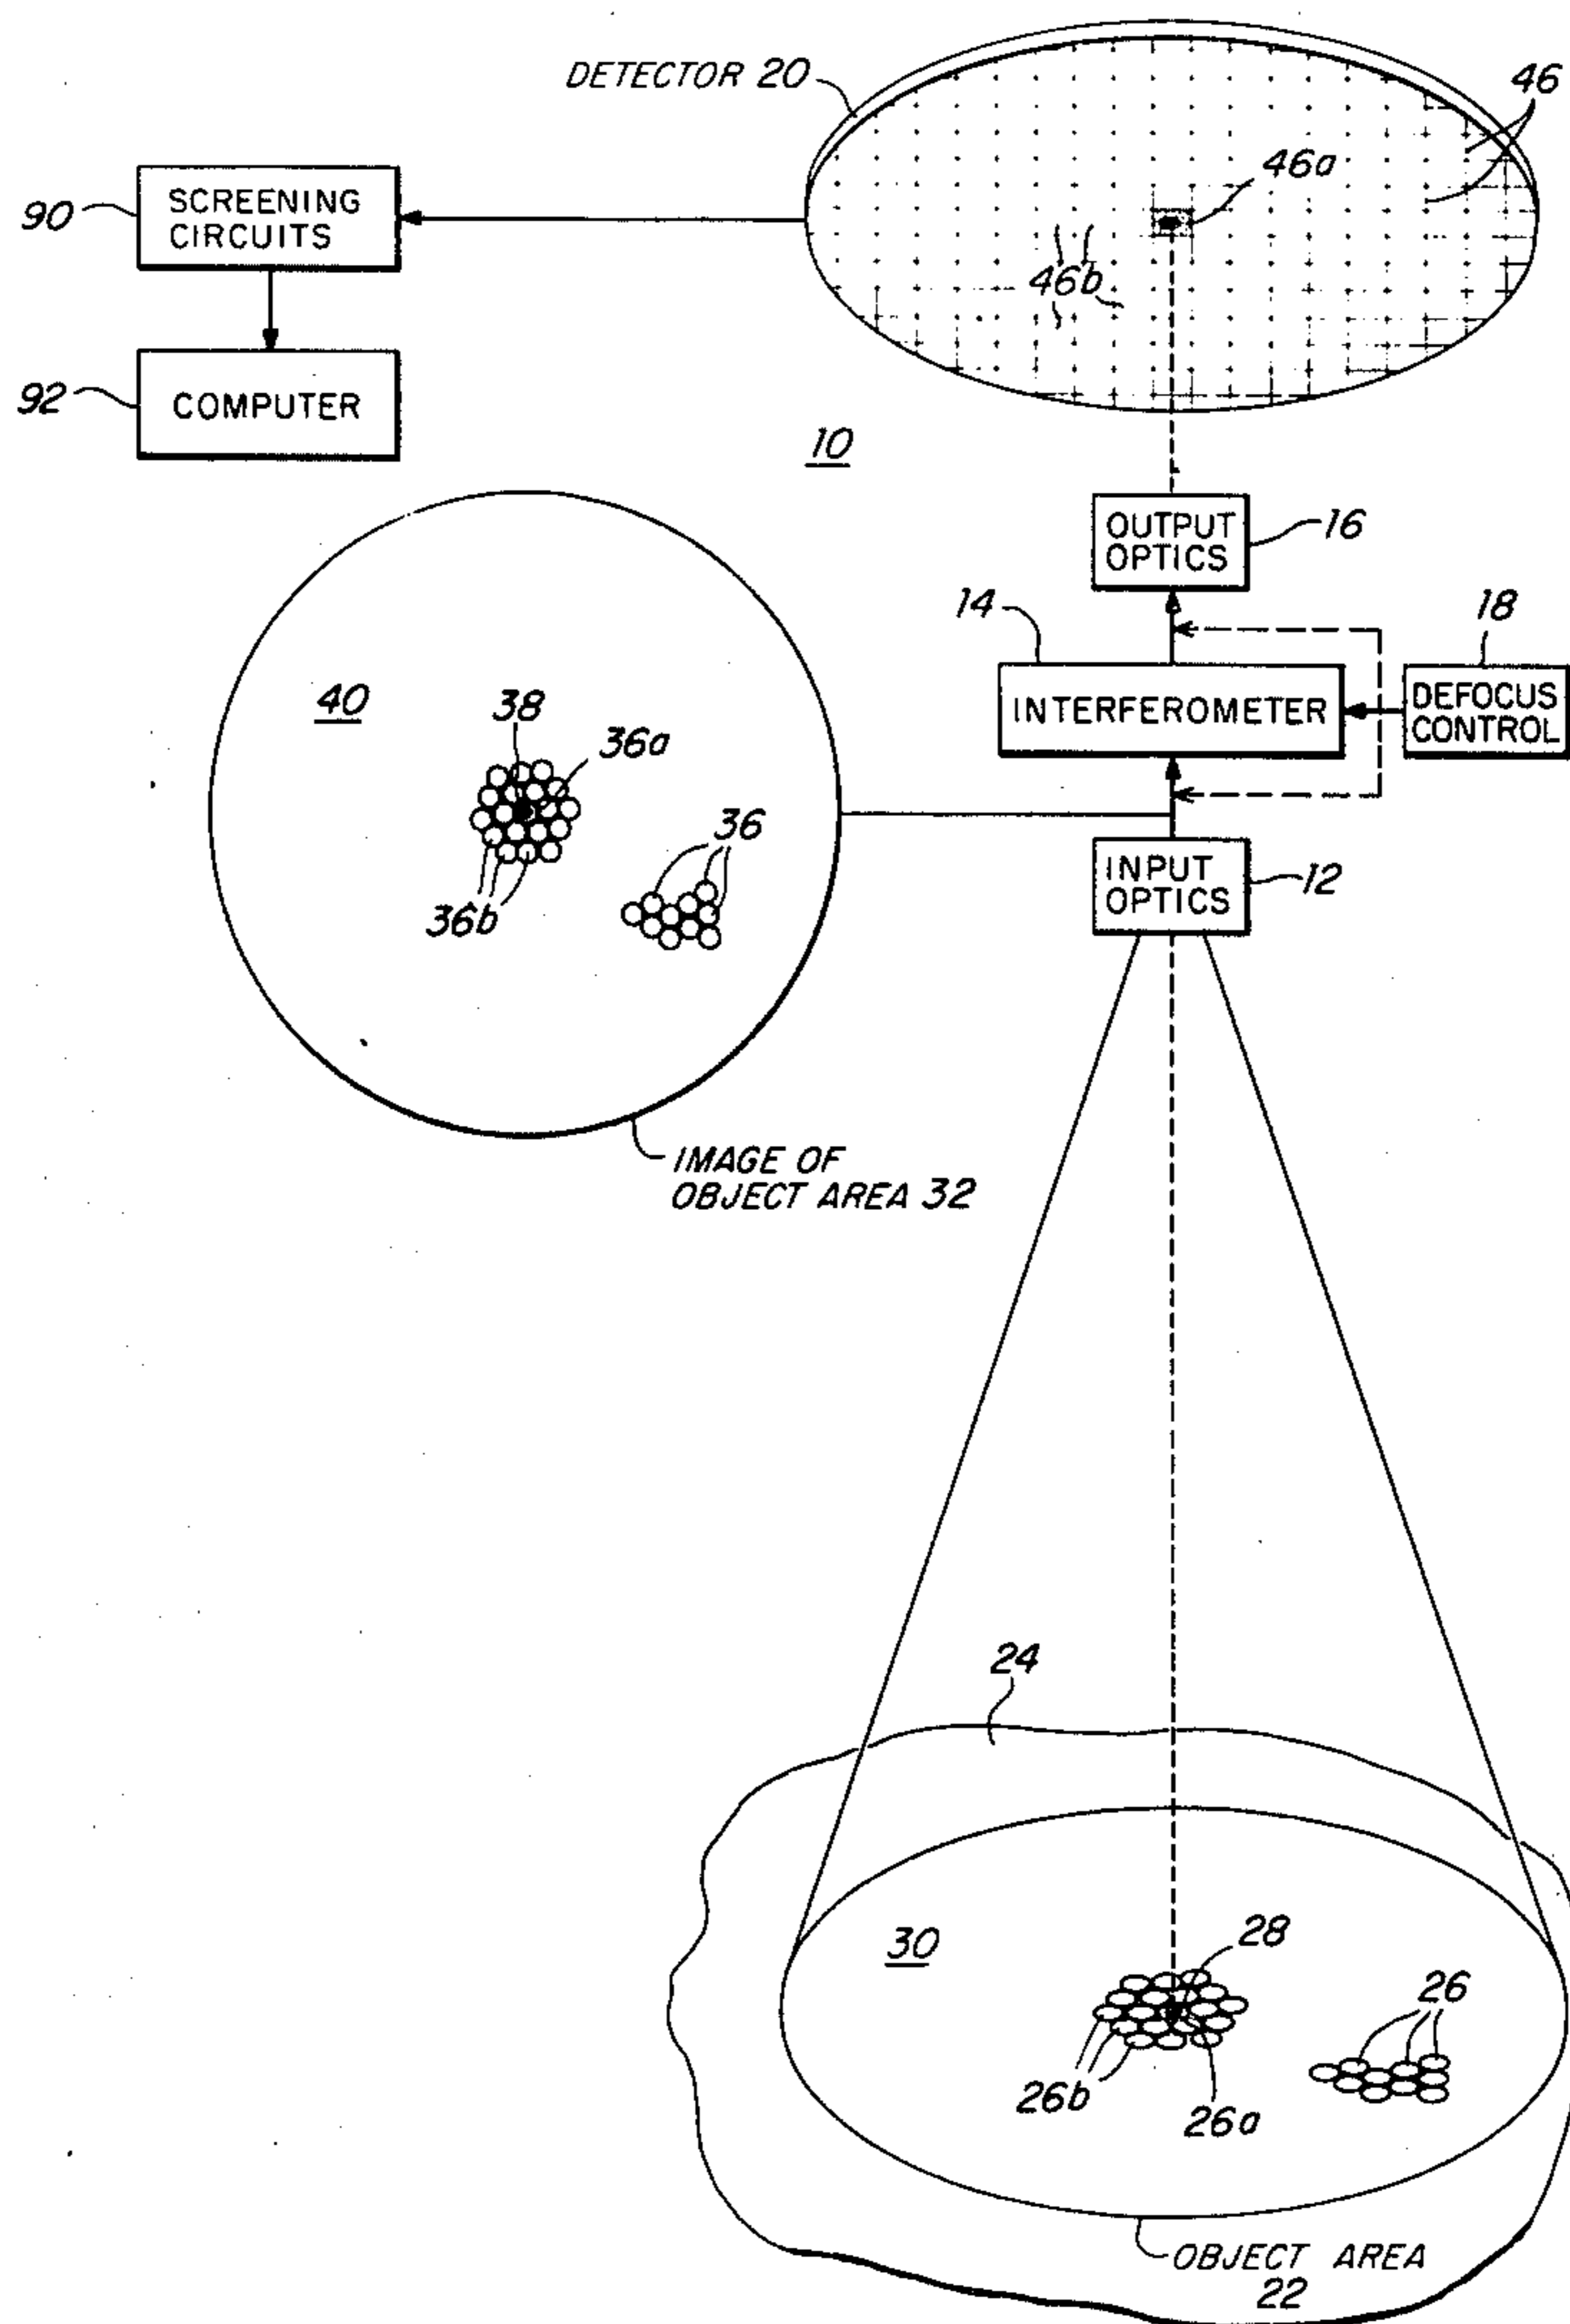 DETECTOR 20
46
46a
46b
90
SCREENING
CIRCUITS
92
COMPUTER
10
OUTPUT
OPTICS
16
14
18
INTERFEROMETER
DEFOCUS
CONTROL
40
38
36a
36
36b
INPUT
OPTICS
12
IMAGE OF
OBJECT AREA 32
24
30
28
26
26b
26a
OBJECT AREA
22